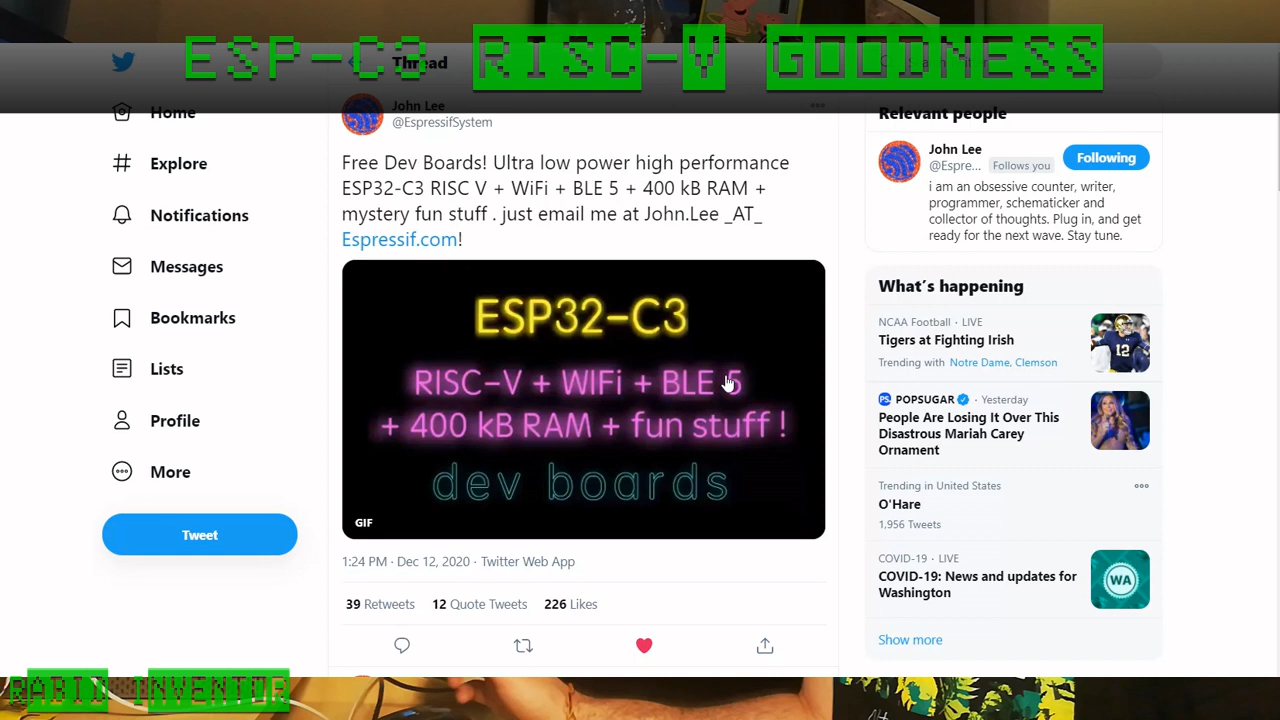 ESP-C3 RISC-V GOODNESS
Thread
John Lee
@EspressifSystem
Free Dev Boards! Ultra low power high performance
ESP32-C3 RISC V + WiFi + BLE 5 + 400 kB RAM +
mystery fun stuff . just email me at John.Lee _AT_
Espressif.com!
ESP32-C3
RISC-V + WIFi + BLE 5
+ 400 kB RAM + fun stuff !
dev boards
GIF
1:24 PM · Dec 12, 2020 · Twitter Web App
39 Retweets 12 Quote Tweets 226 Likes
Home
Explore
Notifications
Messages
Bookmarks
Lists
Profile
More
Tweet
Relevant people
John Lee
@Espre... Follows you
Following
i am an obsessive counter, writer,
programmer, schematicker and
collector of thoughts. Plug in, and get
ready for the next wave. Stay tune.
What's happening
NCAA Football · LIVE
Tigers at Fighting Irish
Trending with Notre Dame, Clemson
POPSUGAR · Yesterday
People Are Losing It Over This
Disastrous Mariah Carey
Ornament
Trending in United States
O'Hare
1,956 Tweets
COVID-19 · LIVE
COVID-19: News and updates for
Washington
WA
Show more
RABID INVENTOR